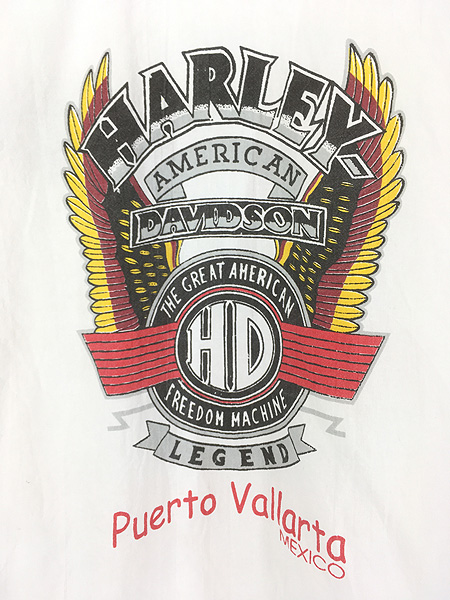 HARLEY-
AMERICAN
DAVIDSON
THE GREAT AMERICAN
HD
FREEDOM MACHINE
LEGEND
Puerto Vallarta
MEXICO